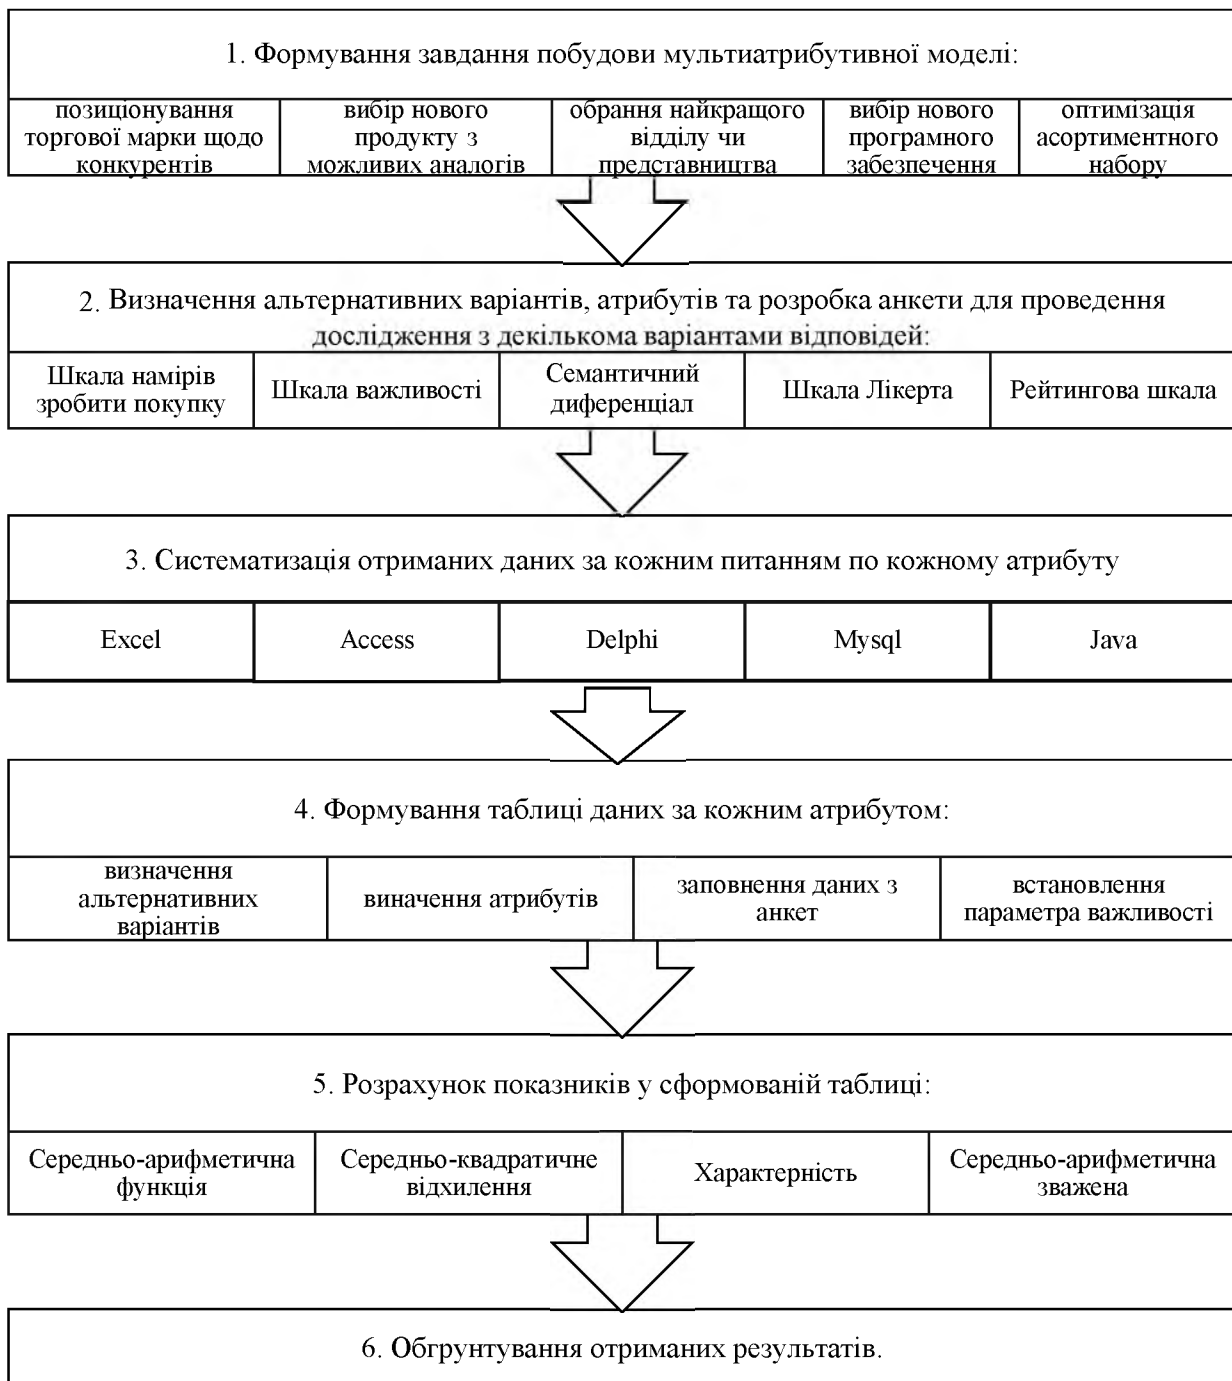 1. Формування завдання побудови мультиатрибутивної моделі:
позиціонування
торгової марки щодо
конкурентів
вибір нового
продукту з
можливих аналогів
обрання найкращого
відділу чи
представництва
вибір нового
програмного
забезпечення
оптимізація
асортиментного
набору
2. Визначення альтернативних варіантів, атрибутів та розробка анкети для проведення
дослідження з декількома варіантами відповідей:
Шкала намірів
зробити покупку
Шкала важливості
Семантичний
диференціал
Шкала Лікерта
Рейтингова шкала
3. Систематизація отриманих даних за кожним питанням по кожному атрибуту
Excel
Access
Delphi
Mysql
Java
4. Формування таблиці даних за кожним атрибутом:
визначення
альтернативних
варіантів
виначення атрибутів
заповнення даних з
анкет
встановлення
параметра важливості
5. Розрахунок показників у сформованій таблиці:
Середньо-арифметична
функція
Середньо-квадратичне
відхилення
Характерність
Середньо-арифметична
зважена
6. Обгрунтування отриманих результатів.